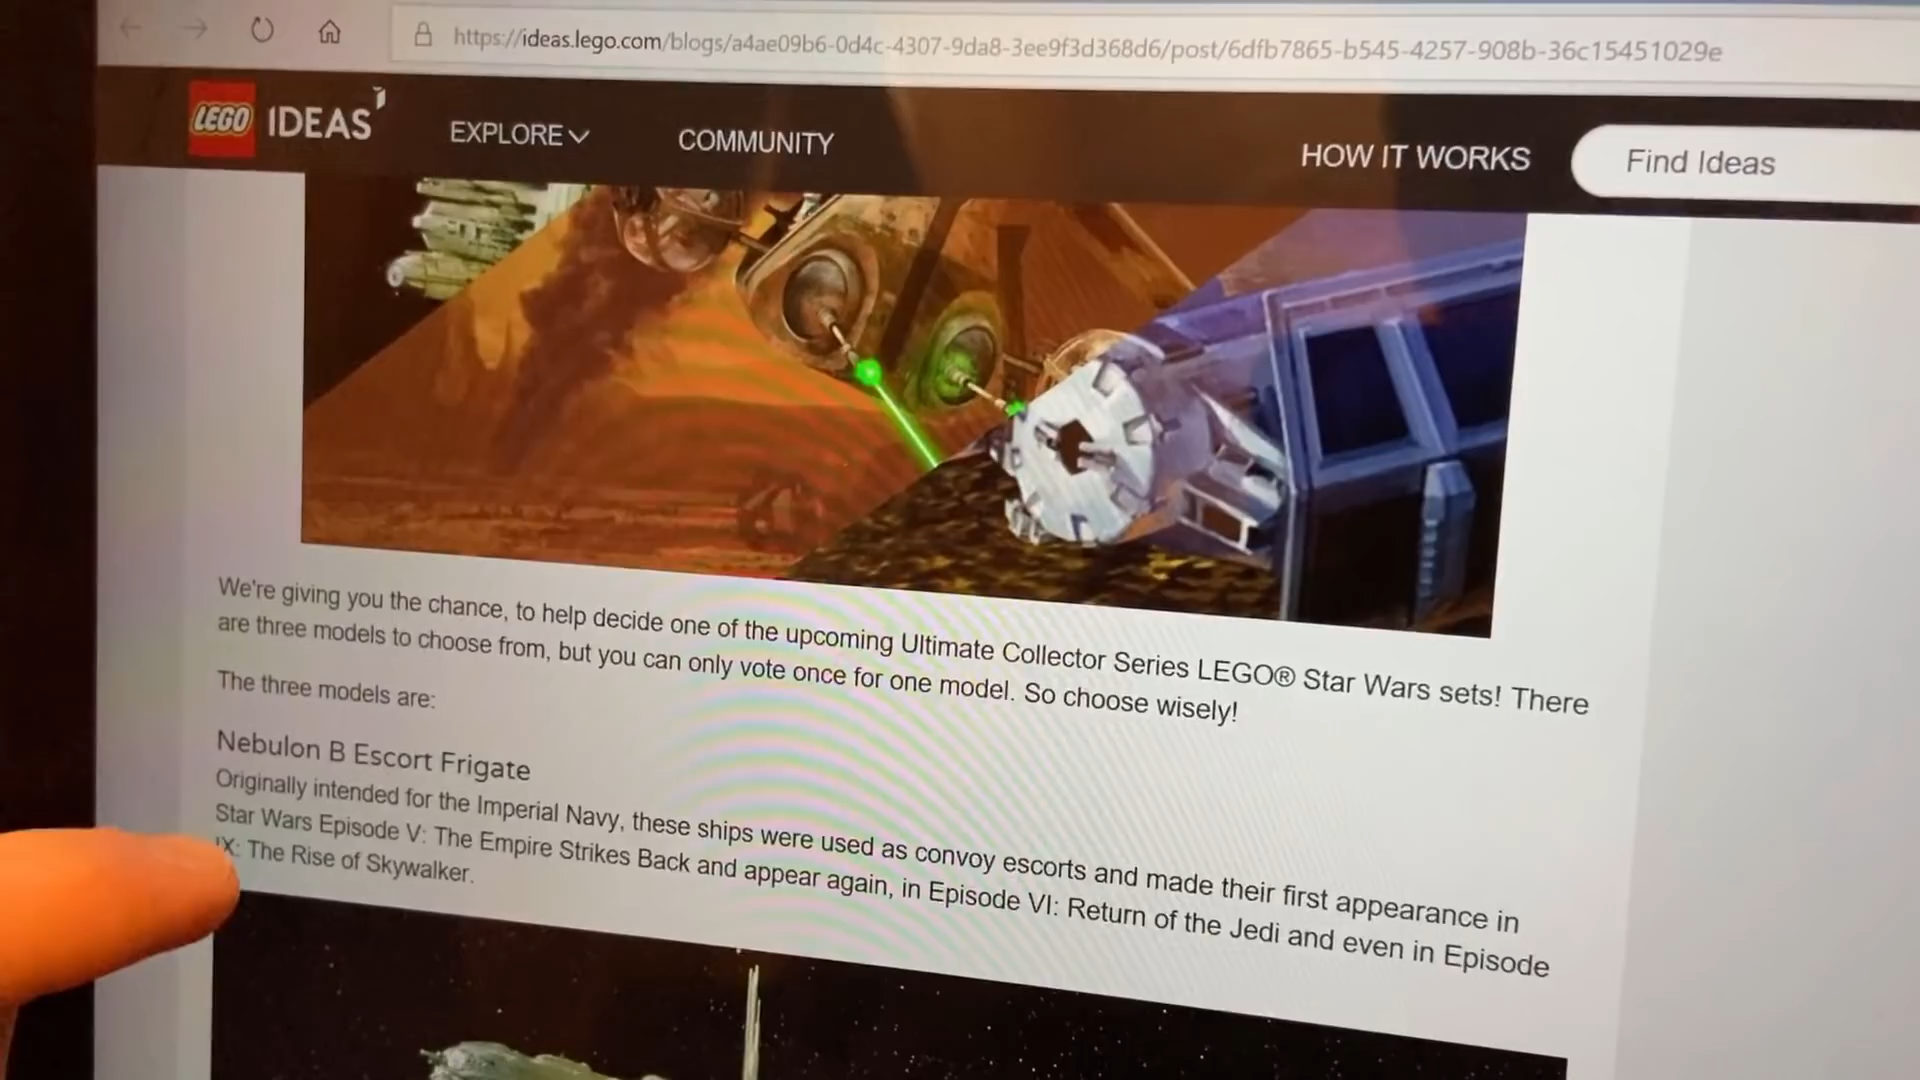 https://ideas.lego.com/blogs/a4ae09b6-0d4c-4307-9da8-3ee9f3d368d6/post/6dfb7865-b545-4257-908b-36c15451029e
LEGO IDEAS EXPLORE COMMUNITY HOW IT WORKS Find Ideas
We're giving you the chance, to help decide one of the upcoming Ultimate Collector Series LEGO® Star Wars sets! There
are three models to choose from, but you can only vote once for one model. So choose wisely!
The three models are:
Nebulon B Escort Frigate
Originally intended for the Imperial Navy, these ships were used as convoy escorts and made their first appearance in
Star Wars Episode V: The Empire Strikes Back and appear again, in Episode VI: Return of the Jedi and even in Episode
IX: The Rise of Skywalker.